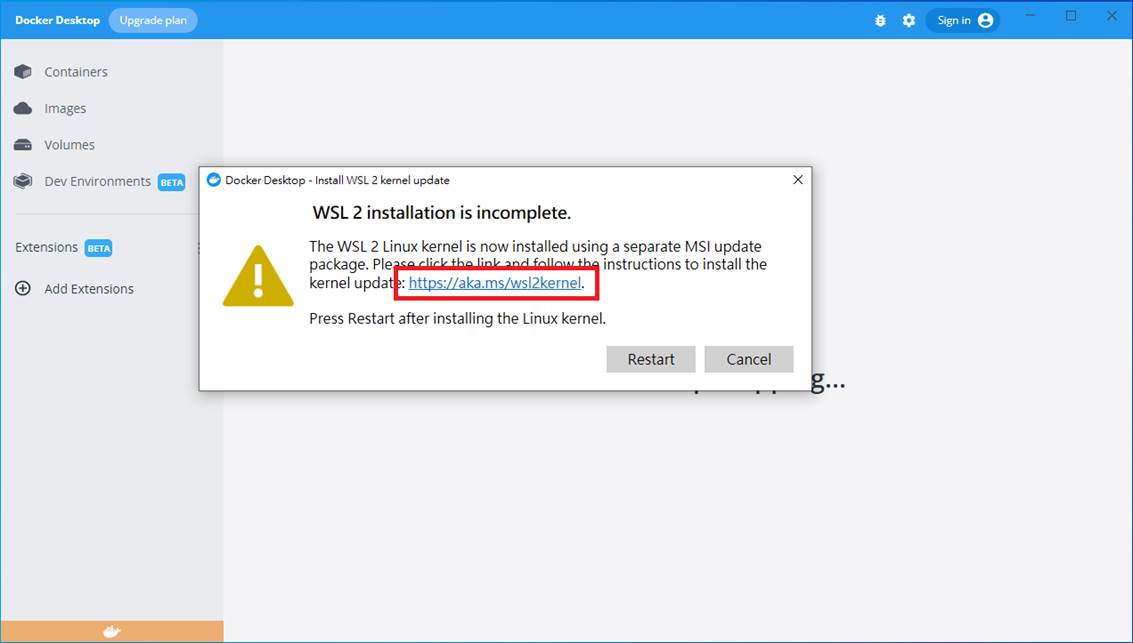 Docker Desktop Upgrade plan Sign in
Containers
Images
Volumes
Dev Environments BETA
Extensions BETA
Add Extensions
Docker Desktop - Install WSL 2 kernel update
WSL 2 installation is incomplete.
The WSL 2 Linux kernel is now installed using a separate MSI update
package. Please click the link and follow the instructions to install the
kernel update: https://aka.ms/wsl2kernel.
Press Restart after installing the Linux kernel.
Restart Cancel